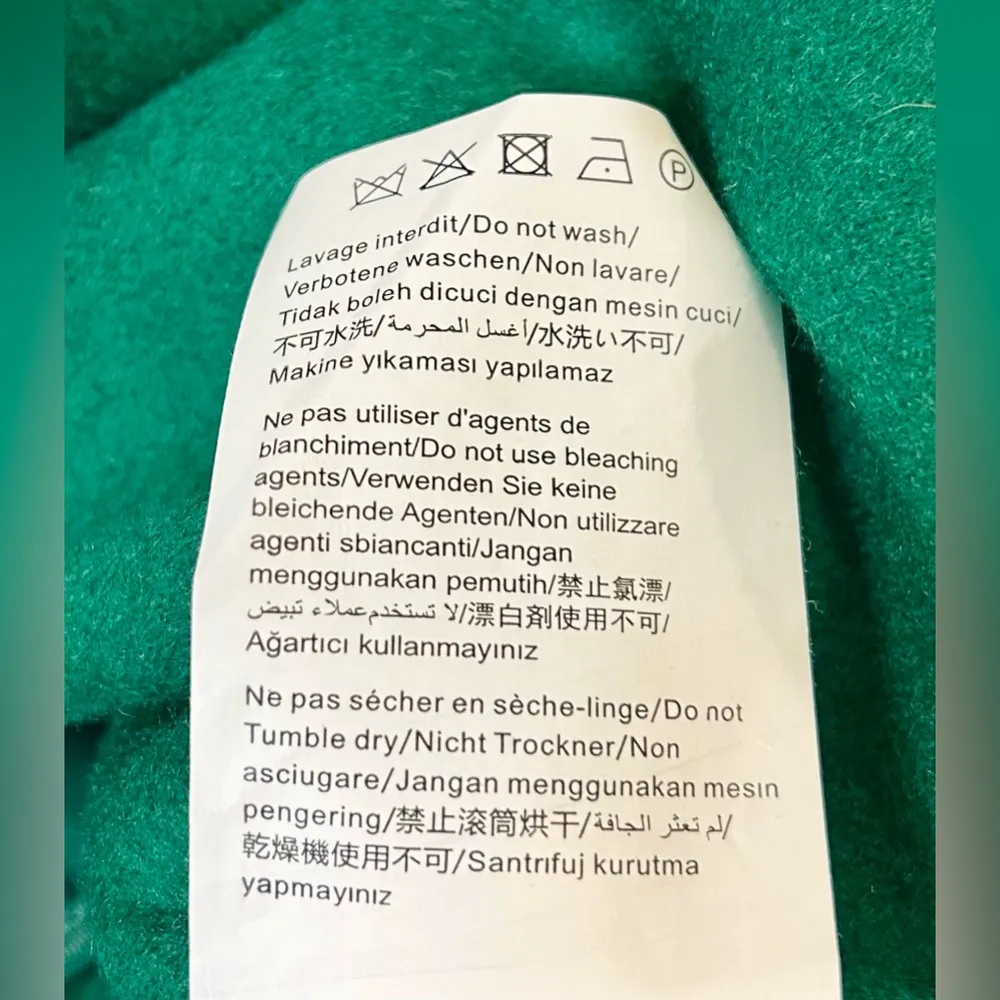 P
Lavage interdit/Do not wash/
Verbotene waschen/Non lavare/
Tidak boleh dicuci dengan mesin cuci/
不可水洗/أغسل المحرمة/水洗い不可/
Makine yıkaması yapılamaz
Ne pas utiliser d'agents de
blanchiment/Do not use bleaching
agents/Verwenden Sie keine
bleichende Agenten/Non utilizzare
agenti sbiancanti/Jangan
menggunakan pemutih/禁止氯漂/
لا تستخدم عملاء تبيض/漂白剤使用不可/
Ağartıcı kullanmayınız
Ne pas sécher en sèche-linge/Do not
Tumble dry/Nicht Trockner/Non
asciugare/Jangan menggunakan mesin
pengering/禁止滚筒烘干/لم تعثر الجافة/
乾燥機使用不可/Santrıfuj kurutma
yapmayınız